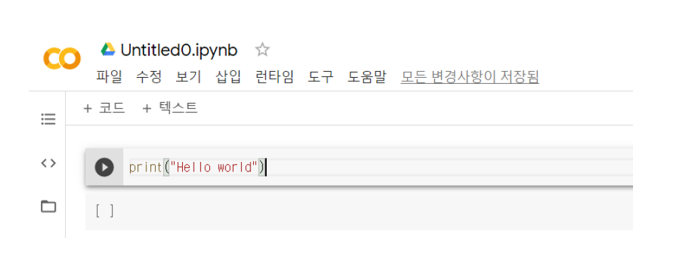 Untitled0.ipynb
파일 수정 보기 삽입 런타임 도구 도움말 모든 변경사항이 저장됨
+ 코드 + 텍스트
print("Hello world")
[ ]